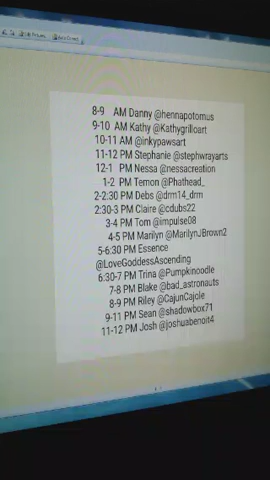 8-9 AM Danny @hennapotomus
9-10 AM Kathy @Kathygrilloart
10-11 AM @inkypawsart
11-12 PM Stephanie @stephwrayarts
12-1 PM Nessa @nessacreation
1-2 PM Temon @Phathead_
2-2:30 PM Debs @drm14_drm
2:30-3 PM Claire @cdubs22
3-4 PM Tom @impulse08
4-5 PM Marilyn @MarilynJBrown2
5-6:30 PM Essence
@LoveGoddessAscending
6:30-7 PM Trina @Pumpkinoodle
7-8 PM Blake @bad_astronauts
8-9 PM Riley @CajunCajole
9-11 PM Sean @shadowbox71
11-12 PM Josh @joshuabenoit4